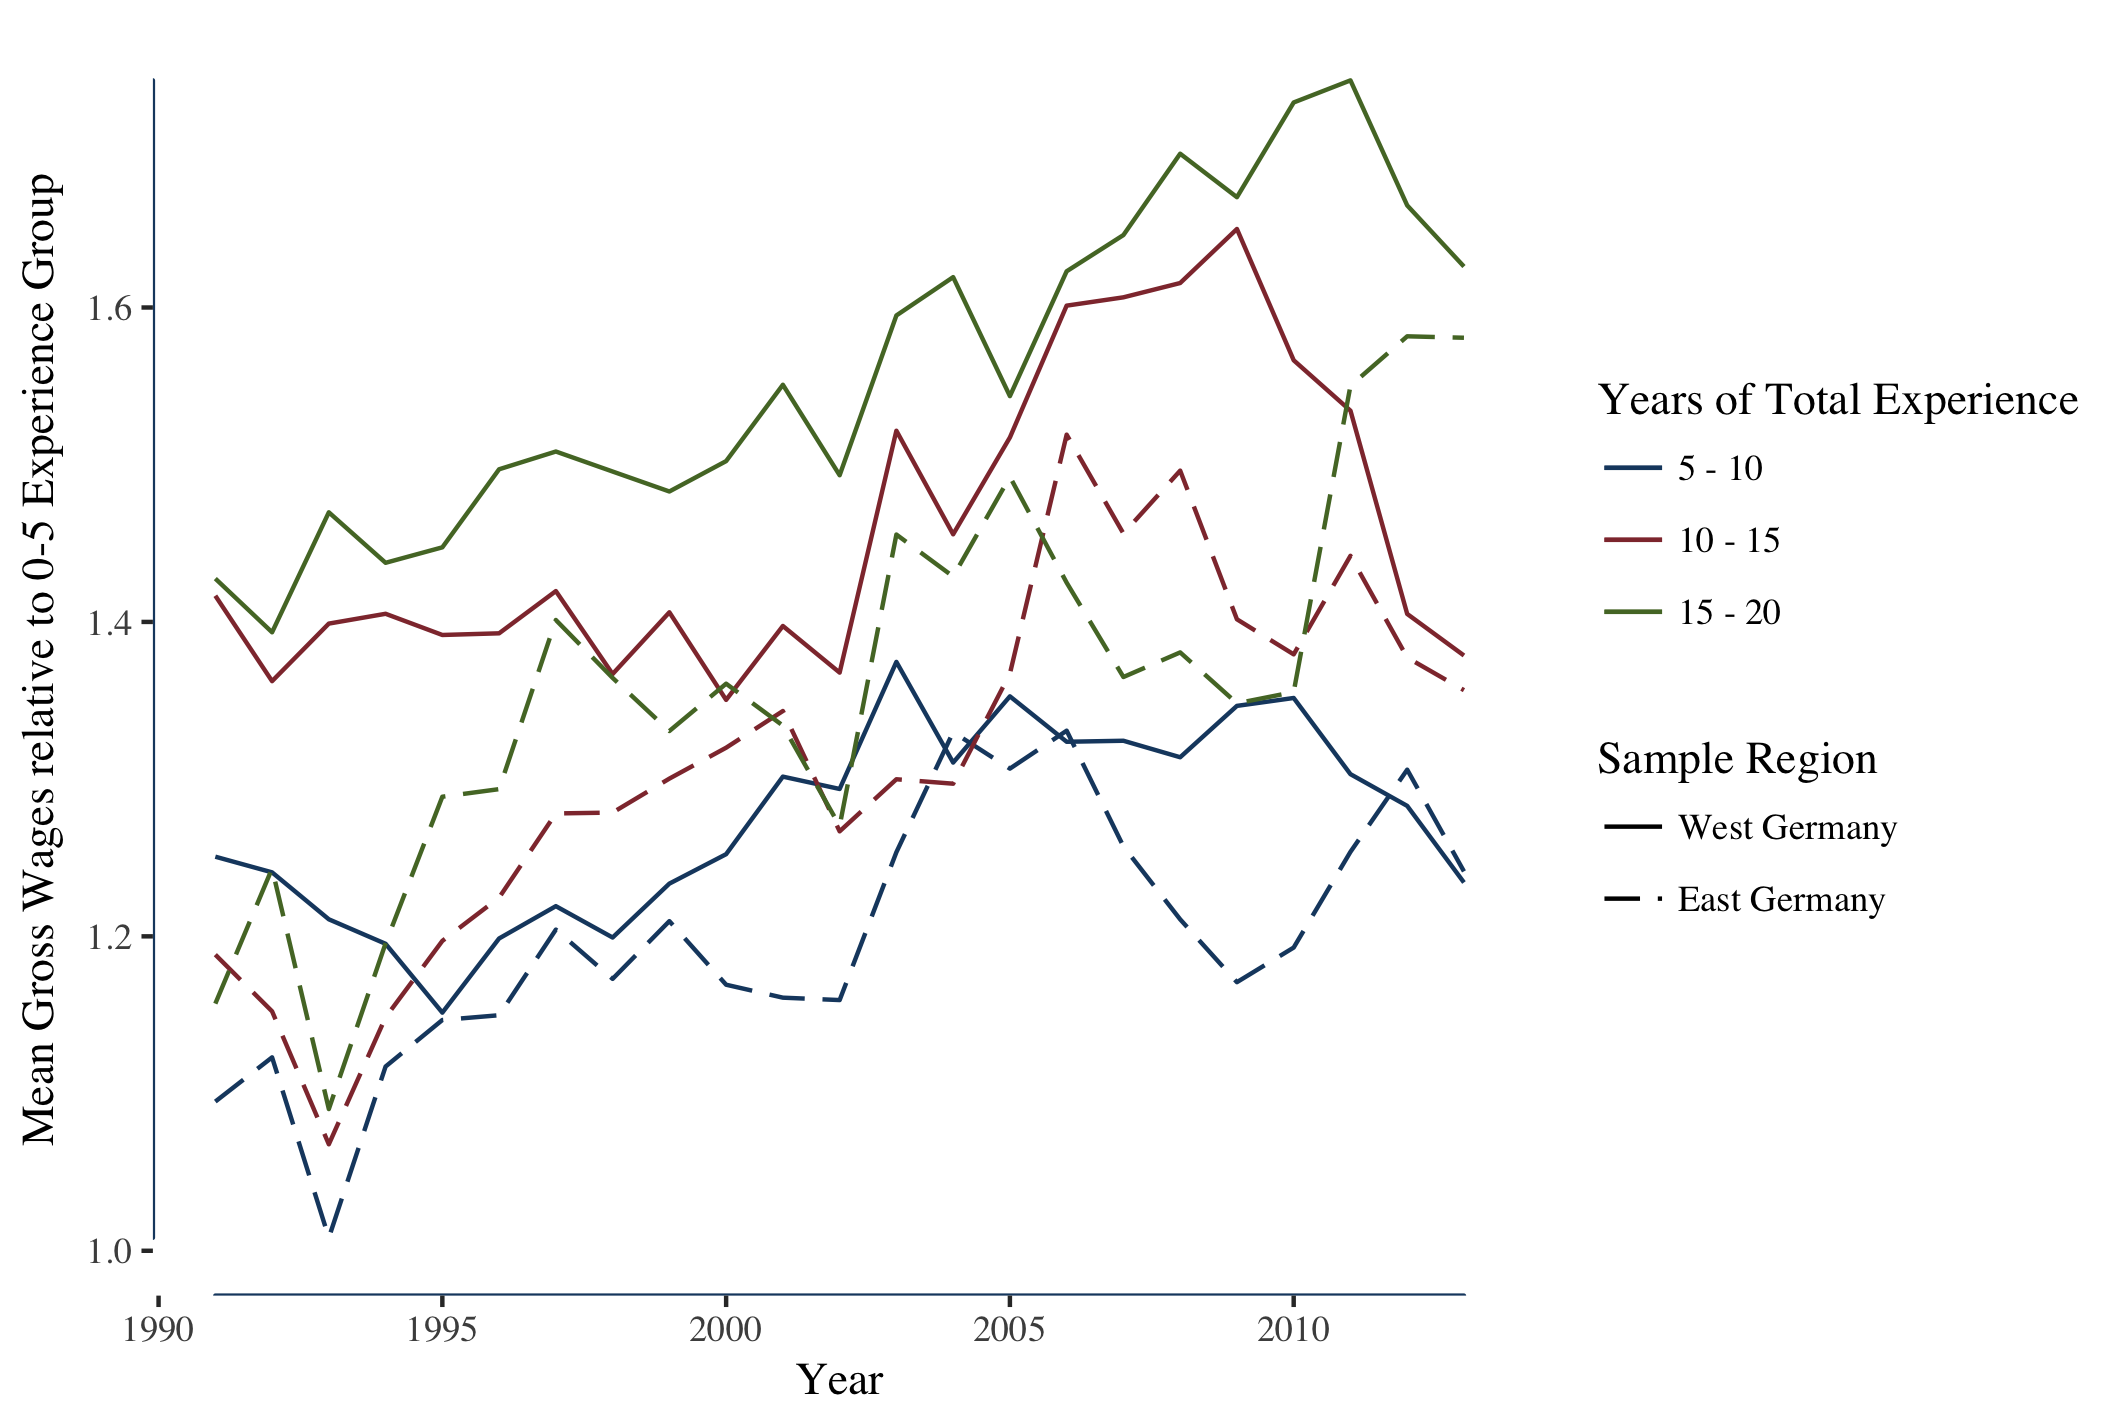 Mean Gross Wages relative to 0-5 Experience Group
1.6
1.4
1.2
1.0
1990
1995
2000
2005
2010
Year
Years of Total Experience
5 - 10
10 - 15
15 - 20
Sample Region
West Germany
East Germany